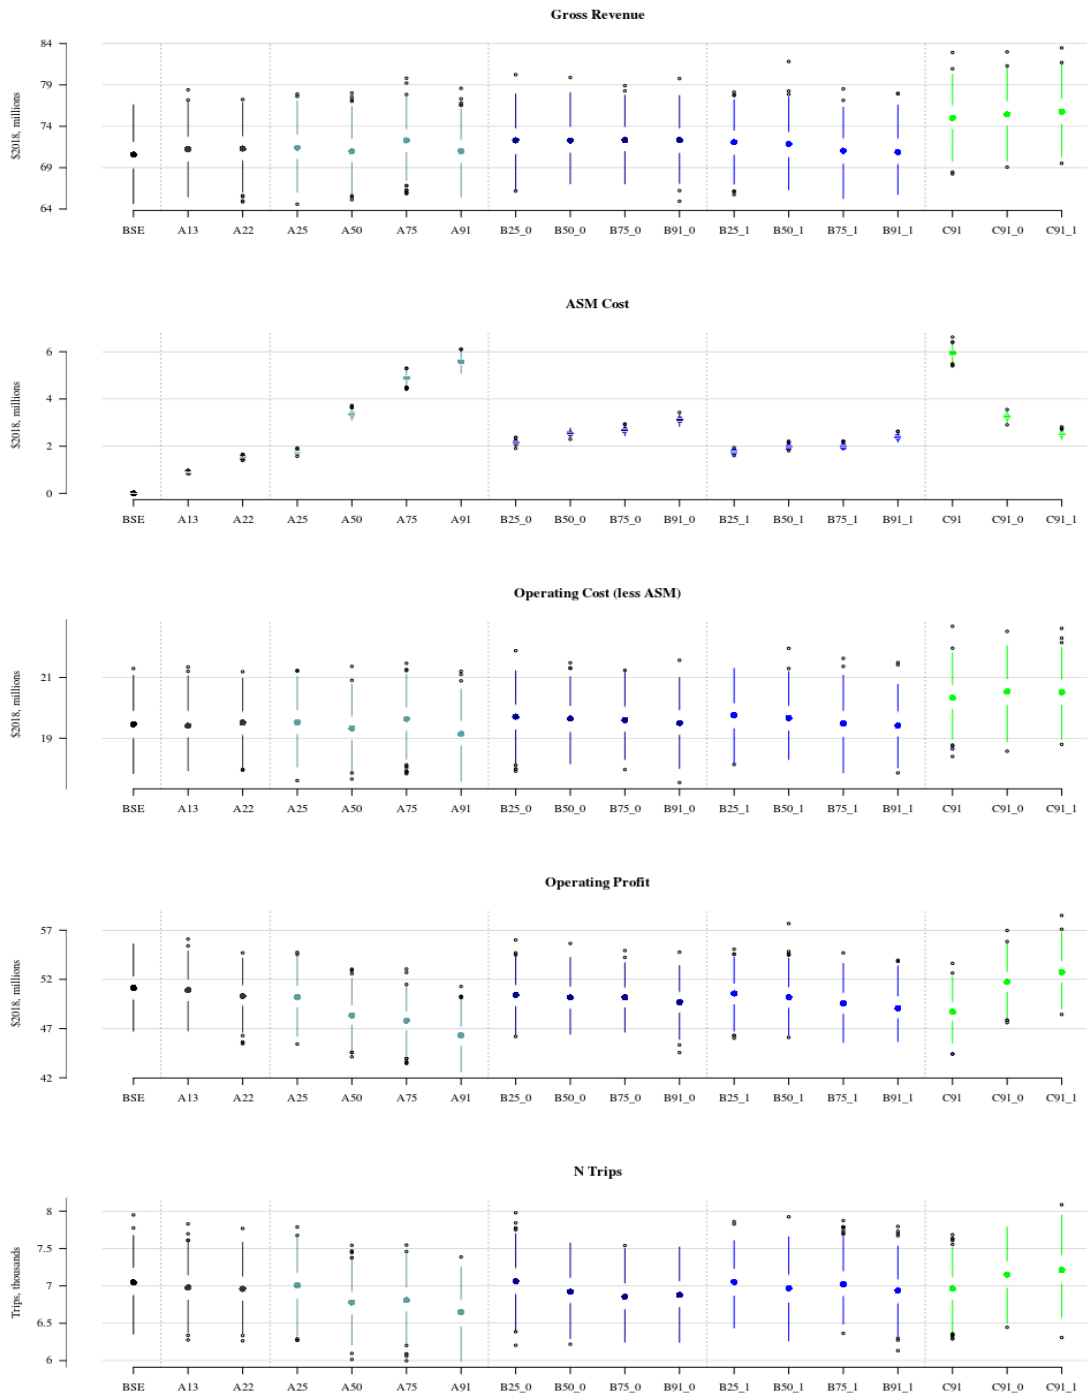 Gross Revenue
$2018, millions
84
79
74
69
64
BSE A13 A22 A25 A50 A75 A91 B25_0 B50_0 B75_0 B91_0 B25_1 B50_1 B75_1 B91_1 C91 C91_0 C91_1
ASM Cost
$2018, millions
6
4
2
0
BSE A13 A22 A25 A50 A75 A91 B25_0 B50_0 B75_0 B91_0 B25_1 B50_1 B75_1 B91_1 C91 C91_0 C91_1
Operating Cost (less ASM)
$2018, millions
21
19
BSE A13 A22 A25 A50 A75 A91 B25_0 B50_0 B75_0 B91_0 B25_1 B50_1 B75_1 B91_1 C91 C91_0 C91_1
Operating Profit
$2018, millions
57
52
47
42
BSE A13 A22 A25 A50 A75 A91 B25_0 B50_0 B75_0 B91_0 B25_1 B50_1 B75_1 B91_1 C91 C91_0 C91_1
N Trips
Trips, thousands
8
7.5
7
6.5
6
BSE A13 A22 A25 A50 A75 A91 B25_0 B50_0 B75_0 B91_0 B25_1 B50_1 B75_1 B91_1 C91 C91_0 C91_1